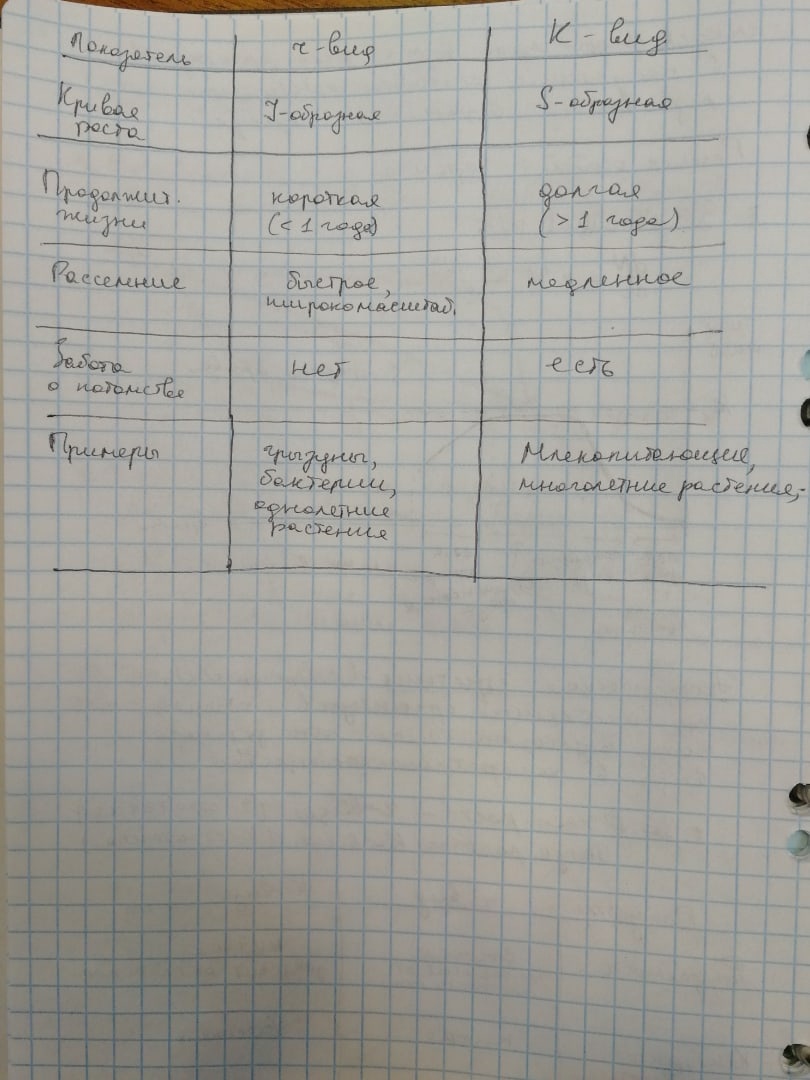 Показатель r-вид K-вид
Кривая J-образная S-образная
роста
Продолжит. короткая долгая
жизни (< 1 года) (> 1 года)
Расселение быстрое, медленное
широкомасштаб.
Забота нет есть
о потомстве
Примеры грызуны, Млекопитающие,
бактерии, многолетние растения,
однолетние
растения